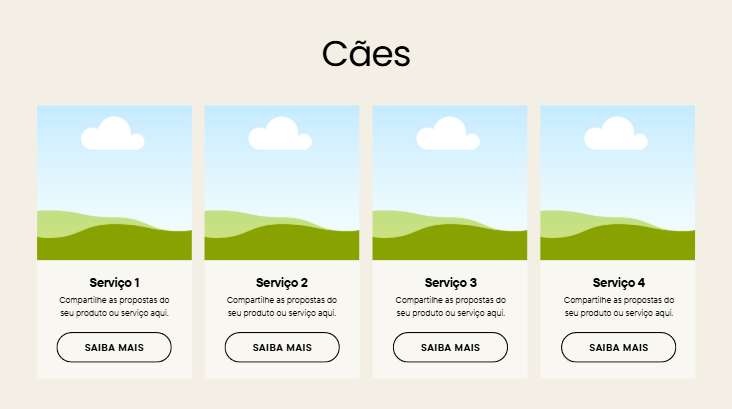 Cães
Serviço 1
Compartilhe as propostas do
seu produto ou serviço aqui.
SAIBA MAIS
Serviço 2
Compartilhe as propostas do
seu produto ou serviço aqui.
SAIBA MAIS
Serviço 3
Compartilhe as propostas do
seu produto ou serviço aqui.
SAIBA MAIS
Serviço 4
Compartilhe as propostas do
seu produto ou serviço aqui.
SAIBA MAIS